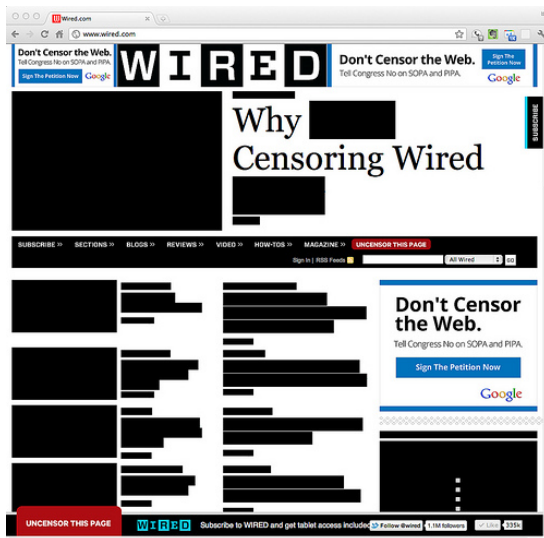 Wired.com
www.wired.com
Don't Censor the Web.
Tell Congress No on SOPA and PIPA.
Sign The Petition Now Google
WIRED
Don't Censor the Web.
Tell Congress No on SOPA and PIPA.
Sign The
Petition Now
Google
SUBSCRIBE
Why
Censoring Wired
SUBSCRIBE >> SECTIONS >> BLOGS >> REVIEWS >> VIDEO >> HOW-TOS >> MAGAZINE >> UNCENSOR THIS PAGE
Sign In | RSS Feeds All Wired GO
Don't Censor
the Web.
Tell Congress No on SOPA and PIPA.
Sign The Petition Now
Google
UNCENSOR THIS PAGE WIRED Subscribe to WIRED and get tablet access included Follow @wired 1.1M followers Like 335k